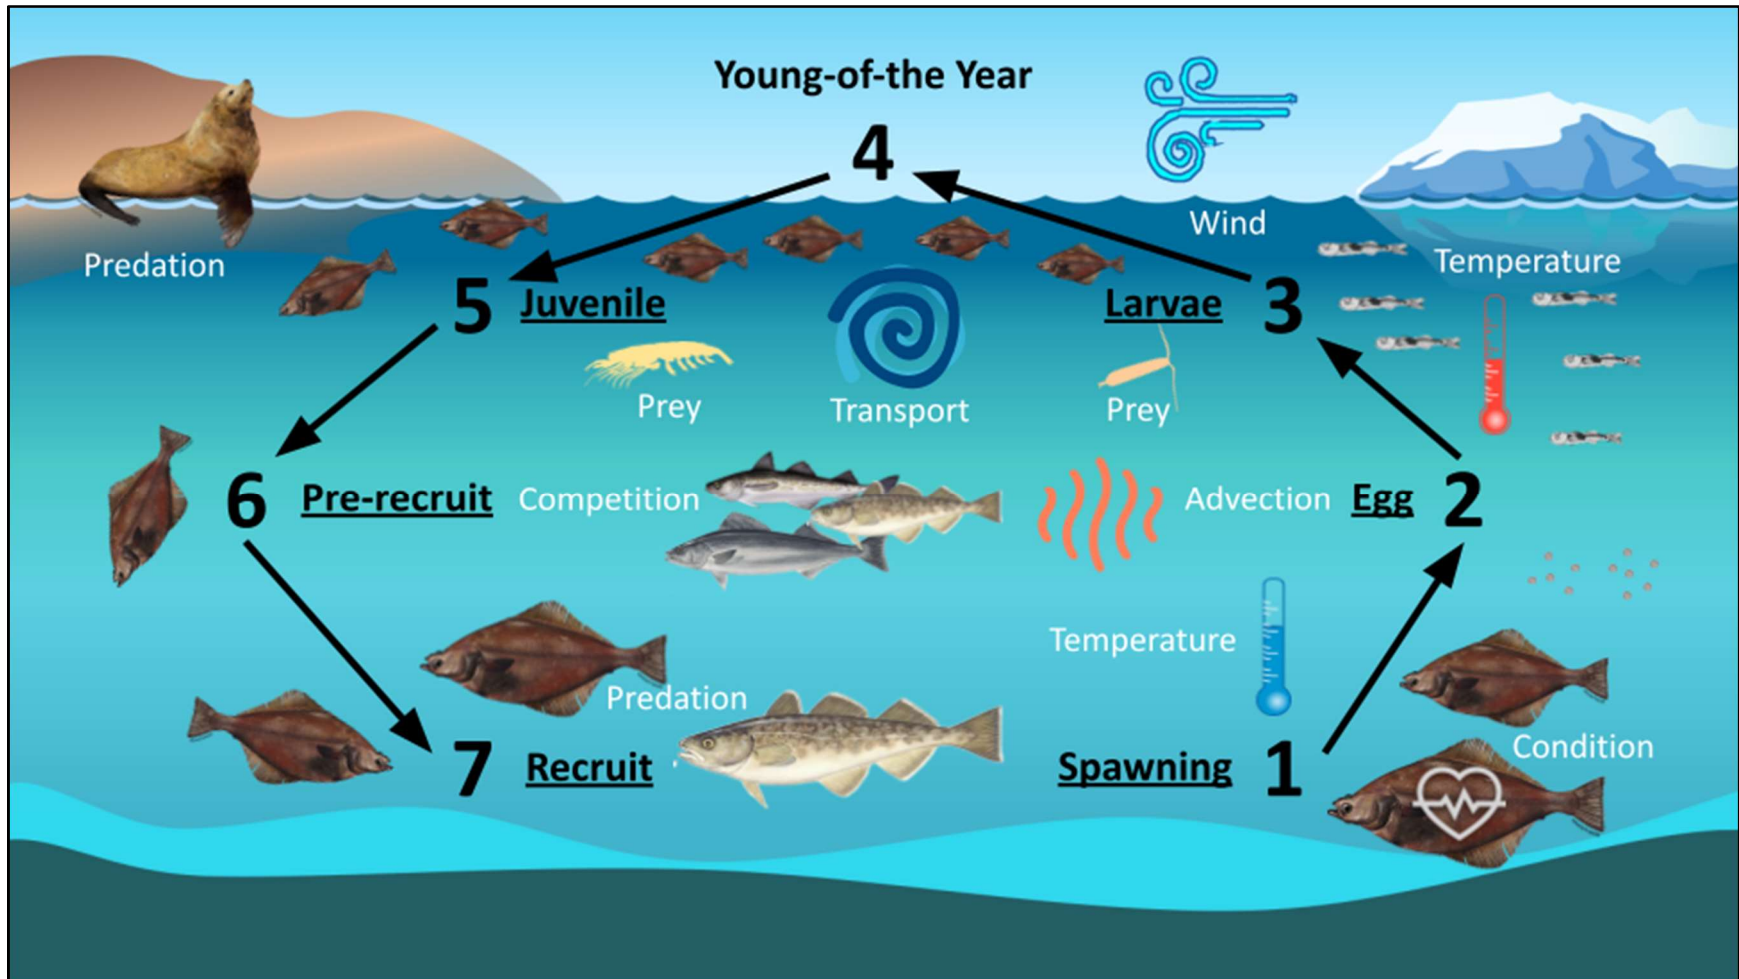 Young-of-the Year
4
Wind
Predation
Temperature
5 Juvenile
Larvae 3
Prey
Transport
Prey
6 Pre-recruit
Competition
Advection
Egg 2
Temperature
Predation
Condition
7 Recruit
Spawning 1